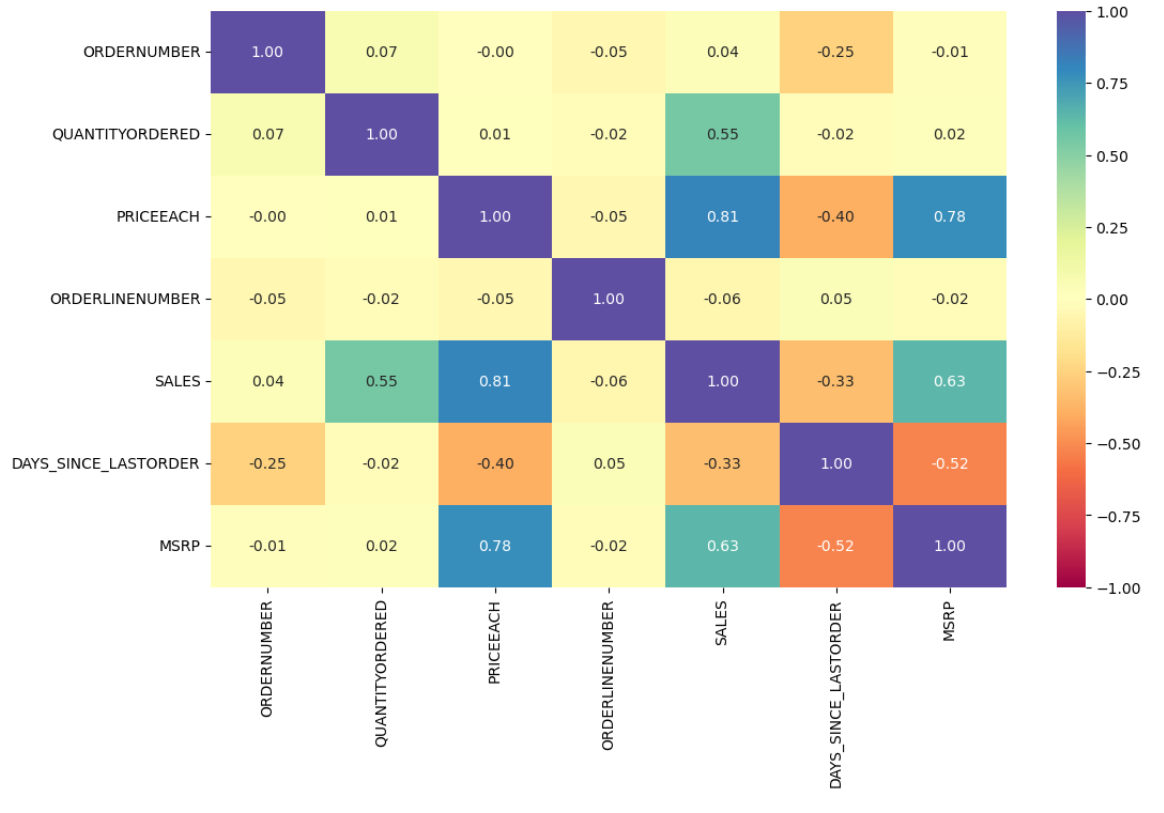 ORDERNUMBER 1.00 0.07 -0.00 -0.05 0.04 -0.25 -0.01
QUANTITYORDERED 0.07 1.00 0.01 -0.02 0.55 -0.02 0.02
PRICEEACH -0.00 0.01 1.00 -0.05 0.81 -0.40 0.78
ORDERLINENUMBER -0.05 -0.02 -0.05 1.00 -0.06 0.05 -0.02
SALES 0.04 0.55 0.81 -0.06 1.00 -0.33 0.63
DAYS_SINCE_LASTORDER -0.25 -0.02 -0.40 0.05 -0.33 1.00 -0.52
MSRP -0.01 0.02 0.78 -0.02 0.63 -0.52 1.00
ORDERNUMBER
QUANTITYORDERED
PRICEEACH
ORDERLINENUMBER
SALES
DAYS_SINCE_LASTORDER
MSRP
1.00
0.75
0.50
0.25
0.00
−0.25
−0.50
−0.75
−1.00